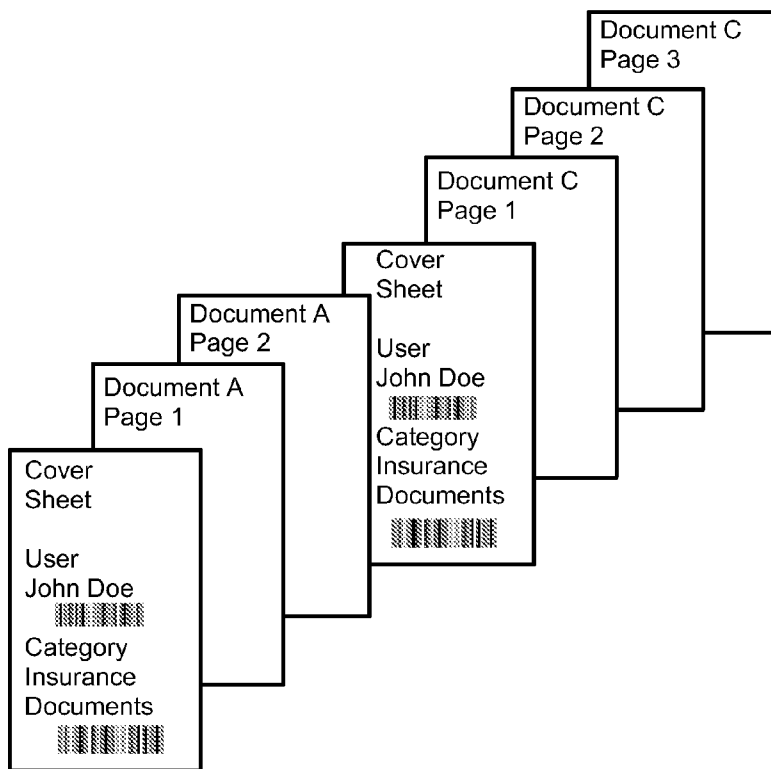 Cover
Sheet
User
John Doe
Category
Insurance
Documents
Document A
Page 1
Document A
Page 2
Cover
Sheet
User
John Doe
Category
Insurance
Documents
Document C
Page 1
Document C
Page 2
Document C
Page 3